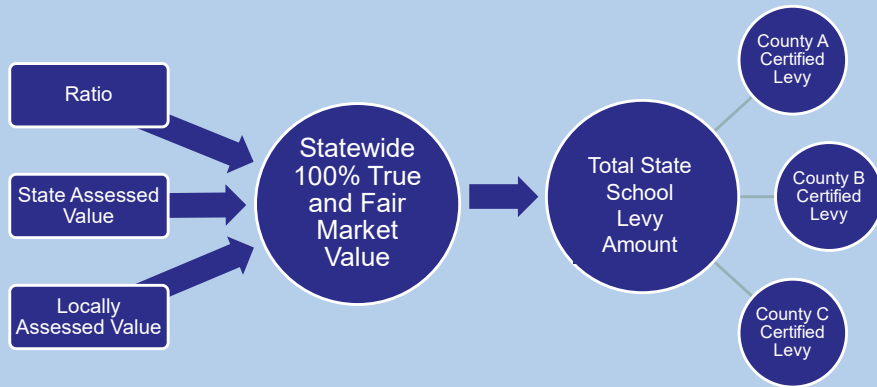 Ratio
State Assessed
Value
Locally
Assessed Value
Statewide
100% True
and Fair
Market
Value
Total State
School
Levy
Amount
County A
Certified
Levy
County B
Certified
Levy
County C
Certified
Levy